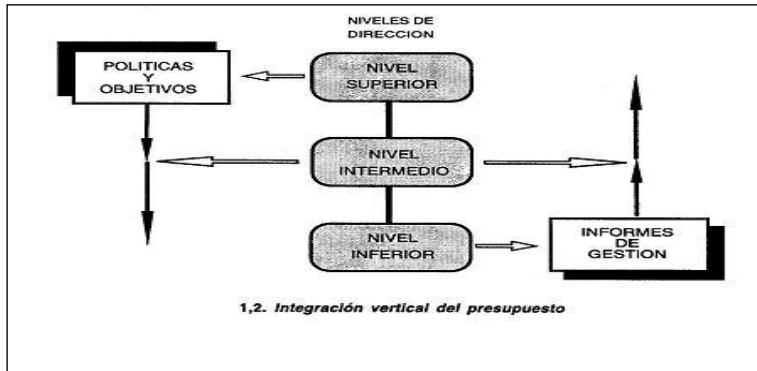 NIVELES DE
DIRECCION
POLITICAS
Y
OBJETIVOS
NIVEL
SUPERIOR
NIVEL
INTERMEDIO
NIVEL
INFERIOR
INFORMES
DE
GESTION
1,2. Integración vertical del presupuesto